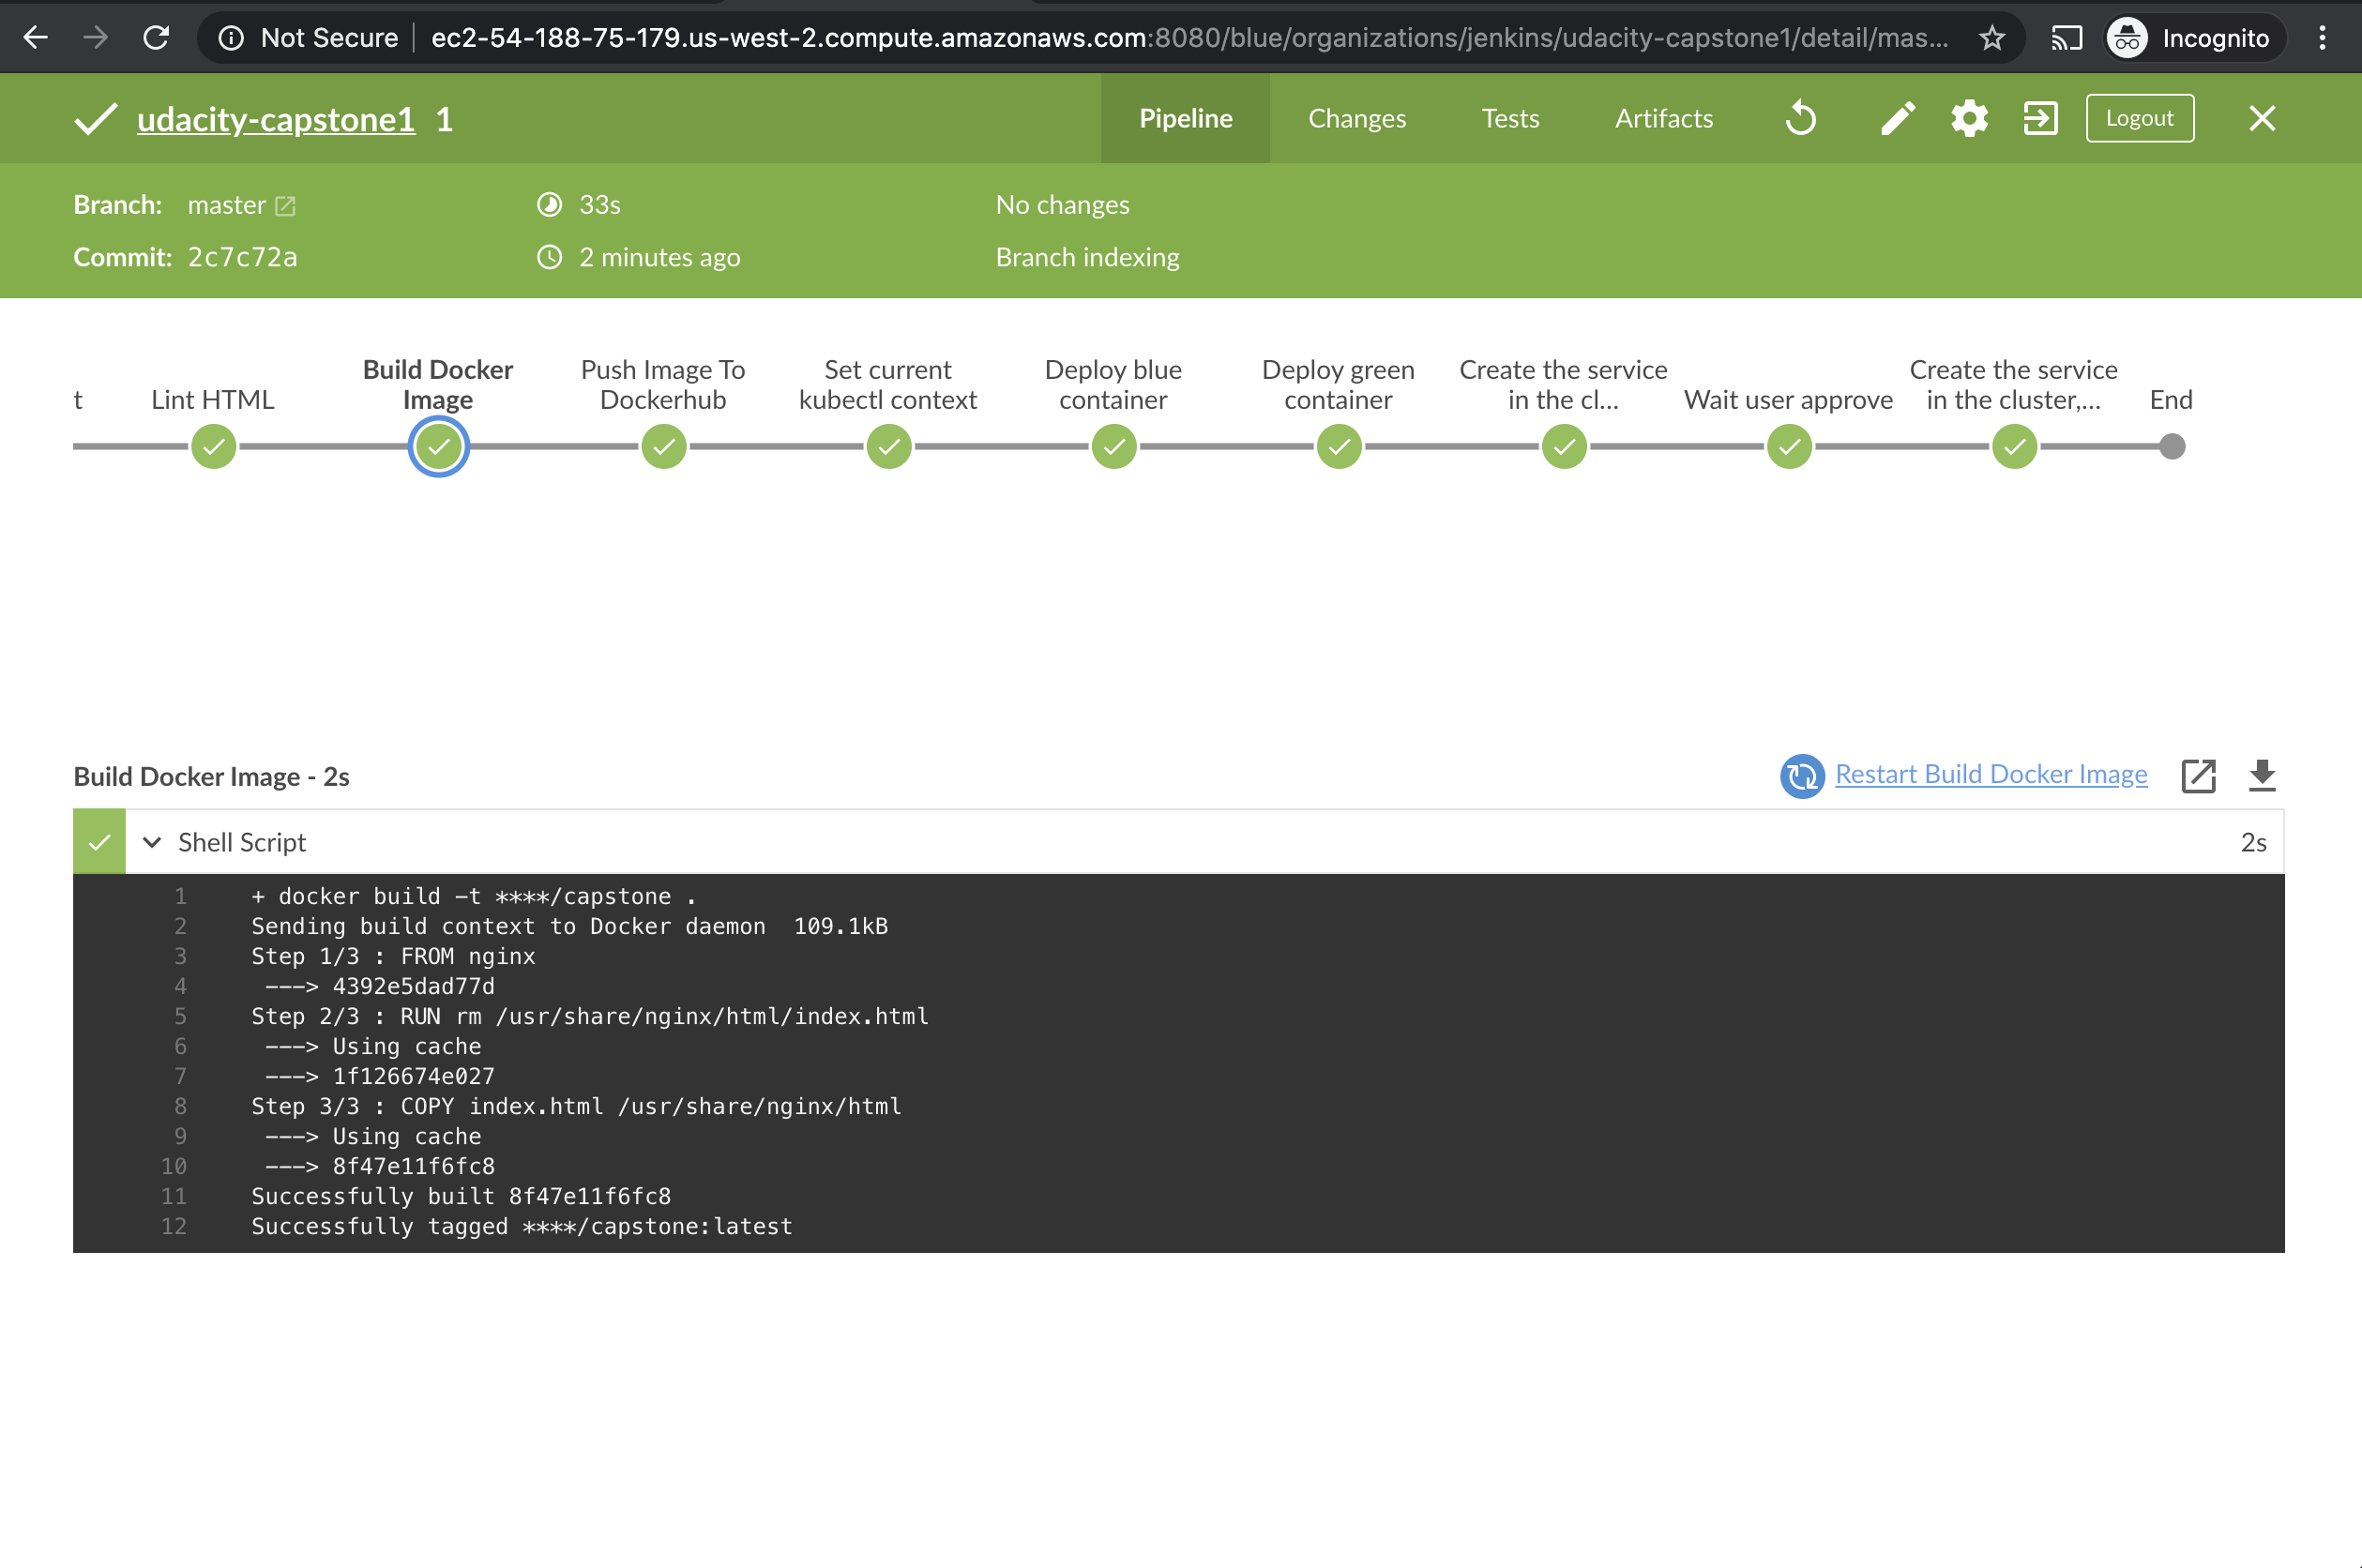 Not Secure ec2-54-188-75-179.us-west-2.compute.amazonaws.com:8080/blue/organizations/jenkins/udacity-capstone1/detail/mas... Incognito
udacity-capstone1 1 Pipeline Changes Tests Artifacts Logout
Branch: master 33s No changes
Commit: 2c7c72a 2 minutes ago Branch indexing
t
Lint HTML
Build Docker
Image
Push Image To
Dockerhub
Set current
kubectl context
Deploy blue
container
Deploy green
container
Create the service
in the cl...
Wait user approve
Create the service
in the cluster,...
End
Build Docker Image - 2s Restart Build Docker Image
Shell Script 2s
1 + docker build -t ****/capstone .
2 Sending build context to Docker daemon  109.1kB
3 Step 1/3 : FROM nginx
4 ---> 4392e5dad77d
5 Step 2/3 : RUN rm /usr/share/nginx/html/index.html
6 ---> Using cache
7 ---> 1f126674e027
8 Step 3/3 : COPY index.html /usr/share/nginx/html
9 ---> Using cache
10 ---> 8f47e11f6fc8
11 Successfully built 8f47e11f6fc8
12 Successfully tagged ****/capstone:latest